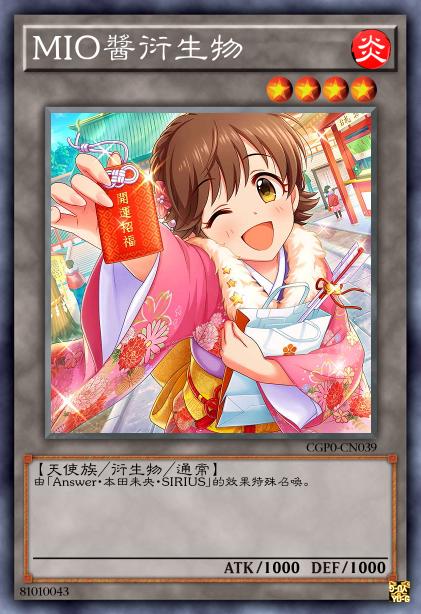 MIO醬衍生物
炎
開運招福
CGP0-CN039
【天使族/衍生物/通常】
由「Answer·本田未央·SIRIUS」的效果特殊召喚。
ATK/1000 DEF/1000
81010043